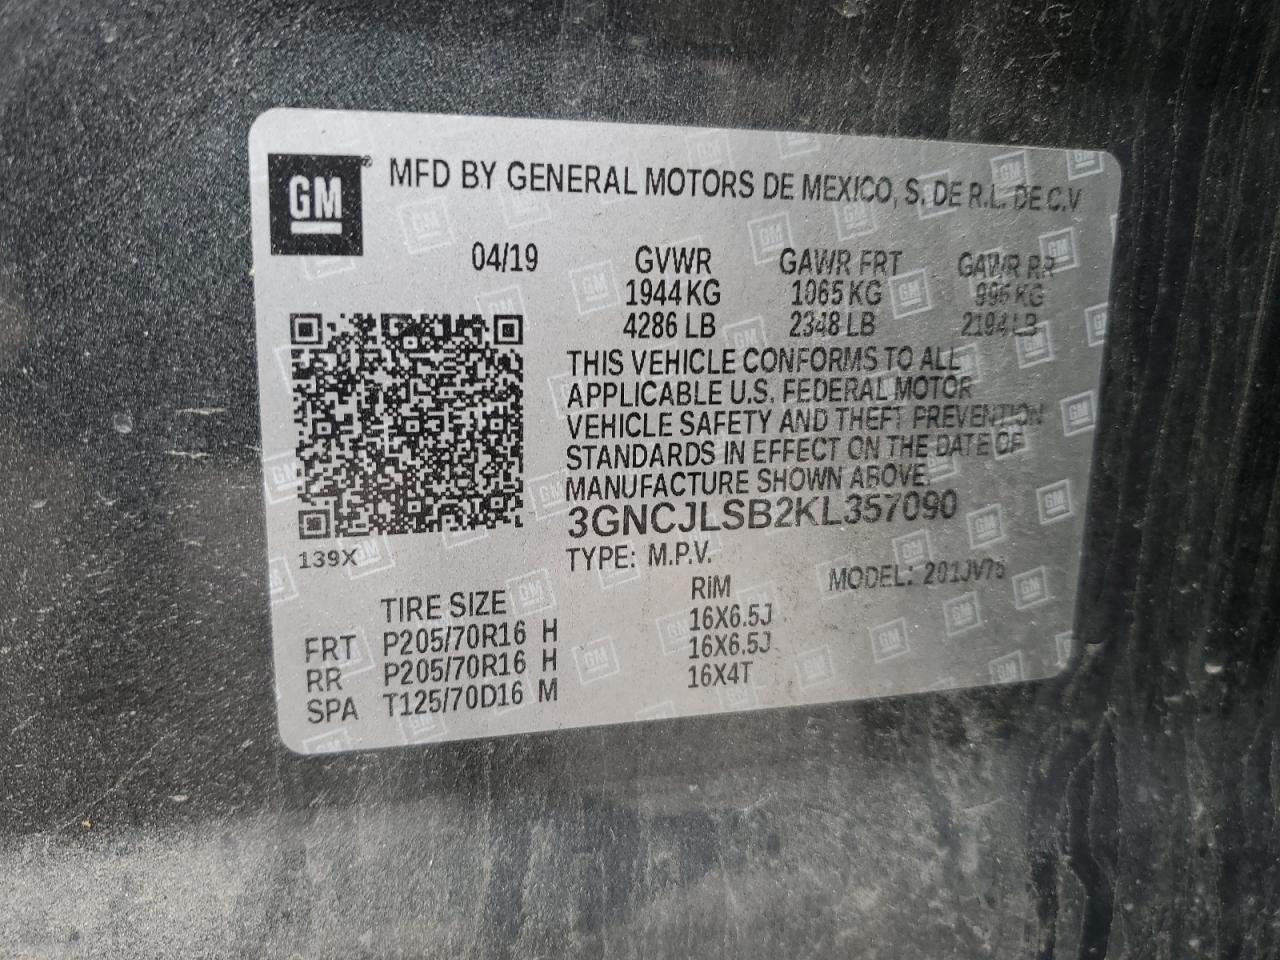 GM ® MFD BY GENERAL MOTORS DE MEXICO, S. DE R.L. DE C.V
04/19 GVWR GAWR FRT GAWR RR
1944 KG 1065 KG 995 KG
4286 LB 2348 LB 2194 LB
THIS VEHICLE CONFORMS TO ALL
APPLICABLE U.S. FEDERAL MOTOR
VEHICLE SAFETY AND THEFT PREVENTION
STANDARDS IN EFFECT ON THE DATE OF
MANUFACTURE SHOWN ABOVE.
3GNCJLSB2KL357090
139X TYPE: M.P.V. MODEL: 201JV76
TIRE SIZE RIM
FRT P205/70R16 H 16X6.5J
RR P205/70R16 H 16X6.5J
SPA T125/70D16 M 16X4T